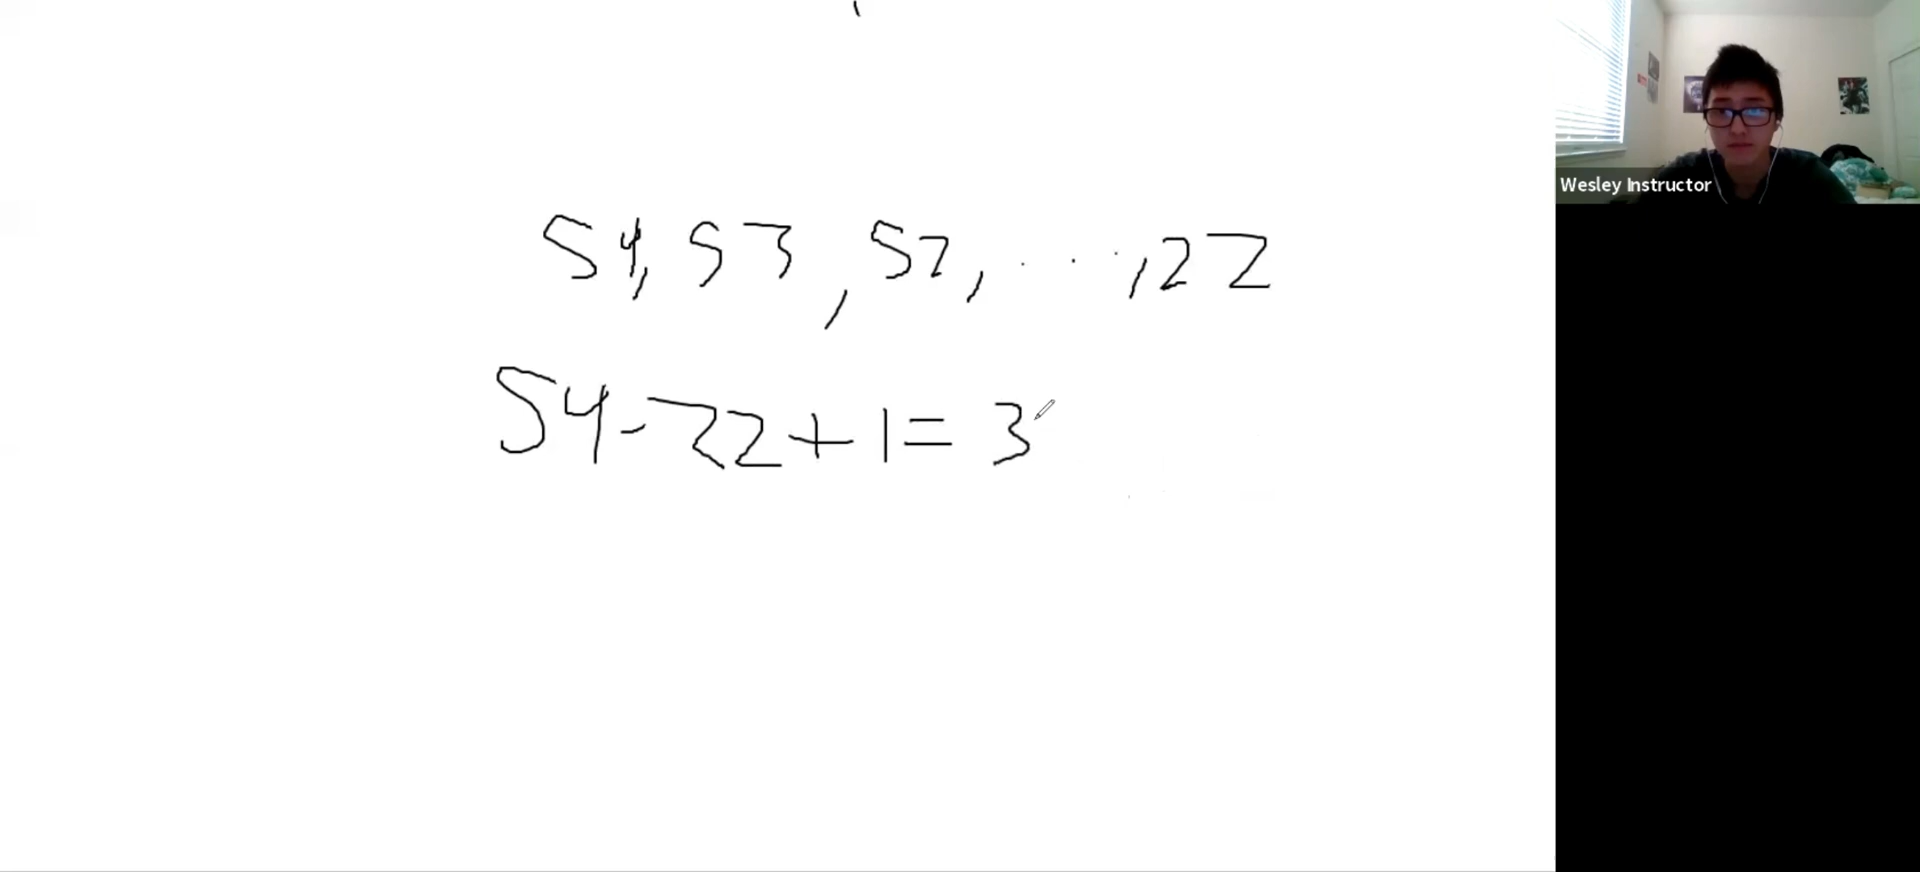 Wesley Instructor
54, 53, 52, ..., 22
54-22+1=3